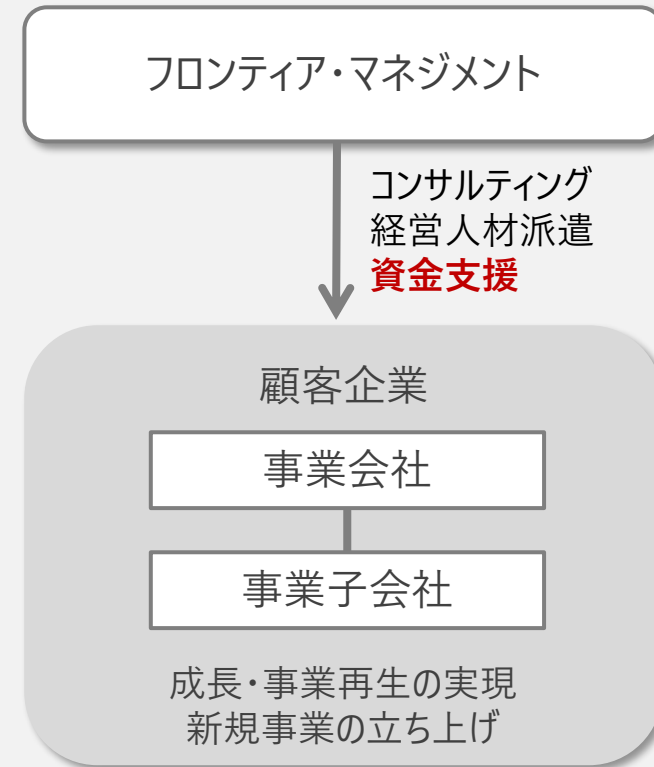 フロンティア・マネジメント
コンサルティング
経営人材派遣
資金支援
顧客企業
事業会社
事業子会社
成長・事業再生の実現
新規事業の立ち上げ